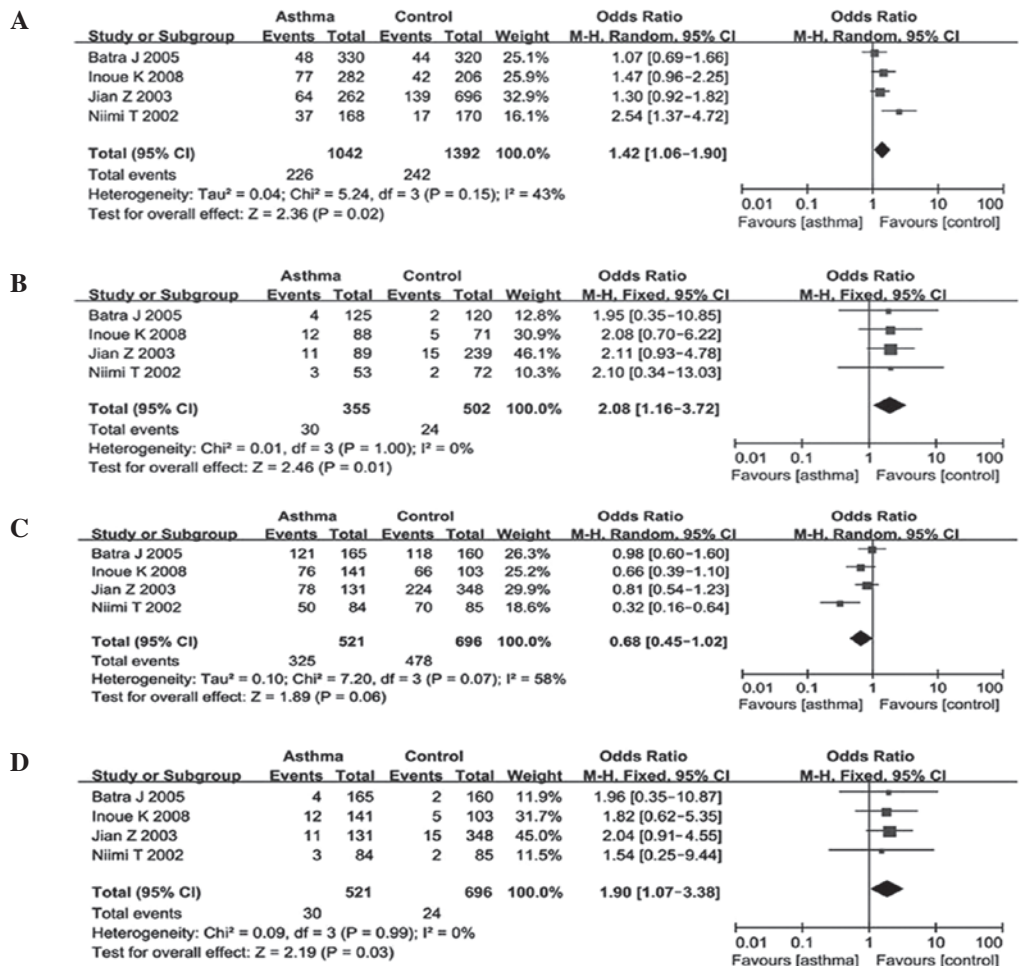 A
Asthma Control Odds Ratio Odds Ratio
Study or Subgroup Events Total Events Total Weight M-H, Random, 95% CI M-H, Random, 95% CI
Batra J 2005 48 330 44 320 25.1% 1.07 [0.69-1.66]
Inoue K 2008 77 282 42 206 25.9% 1.47 [0.96-2.25]
Jian Z 2003 64 262 139 696 32.9% 1.30 [0.92-1.82]
Niimi T 2002 37 168 17 170 16.1% 2.54 [1.37-4.72]
Total (95% CI) 1042 1392 100.0% 1.42 [1.06-1.90]
Total events 226 242
Heterogeneity: Tau² = 0.04; Chi² = 5.24, df = 3 (P = 0.15); I² = 43%
Test for overall effect: Z = 2.36 (P = 0.02)
0.01 0.1 1 10 100
Favours [asthma] Favours [control]
B
Asthma Control Odds Ratio Odds Ratio
Study or Subgroup Events Total Events Total Weight M-H, Fixed, 95% CI M-H, Fixed, 95% CI
Batra J 2005 4 125 2 120 12.8% 1.95 [0.35-10.85]
Inoue K 2008 12 88 5 71 30.9% 2.08 [0.70-6.22]
Jian Z 2003 11 89 15 239 46.1% 2.11 [0.93-4.78]
Niimi T 2002 3 53 2 72 10.3% 2.10 [0.34-13.03]
Total (95% CI) 355 502 100.0% 2.08 [1.16-3.72]
Total events 30 24
Heterogeneity: Chi² = 0.01, df = 3 (P = 1.00); I² = 0%
Test for overall effect: Z = 2.46 (P = 0.01)
0.01 0.1 1 10 100
Favours [asthma] Favours [control]
C
Asthma Control Odds Ratio Odds Ratio
Study or Subgroup Events Total Events Total Weight M-H, Random, 95% CI M-H, Random, 95% CI
Batra J 2005 121 165 118 160 26.3% 0.98 [0.60-1.60]
Inoue K 2008 76 141 66 103 25.2% 0.66 [0.39-1.10]
Jian Z 2003 78 131 224 348 29.9% 0.81 [0.54-1.23]
Niimi T 2002 50 84 70 85 18.6% 0.32 [0.16-0.64]
Total (95% CI) 521 696 100.0% 0.68 [0.45-1.02]
Total events 325 478
Heterogeneity: Tau² = 0.10; Chi² = 7.20, df = 3 (P = 0.07); I² = 58%
Test for overall effect: Z = 1.89 (P = 0.06)
0.01 0.1 1 10 100
Favours [asthma] Favours [control]
D
Asthma Control Odds Ratio Odds Ratio
Study or Subgroup Events Total Events Total Weight M-H, Fixed, 95% CI M-H, Fixed, 95% CI
Batra J 2005 4 165 2 160 11.9% 1.96 [0.35-10.87]
Inoue K 2008 12 141 5 103 31.7% 1.82 [0.62-5.35]
Jian Z 2003 11 131 15 348 45.0% 2.04 [0.91-4.55]
Niimi T 2002 3 84 2 85 11.5% 1.54 [0.25-9.44]
Total (95% CI) 521 696 100.0% 1.90 [1.07-3.38]
Total events 30 24
Heterogeneity: Chi² = 0.09, df = 3 (P = 0.99); I² = 0%
Test for overall effect: Z = 2.19 (P = 0.03)
0.01 0.1 1 10 100
Favours [asthma] Favours [control]